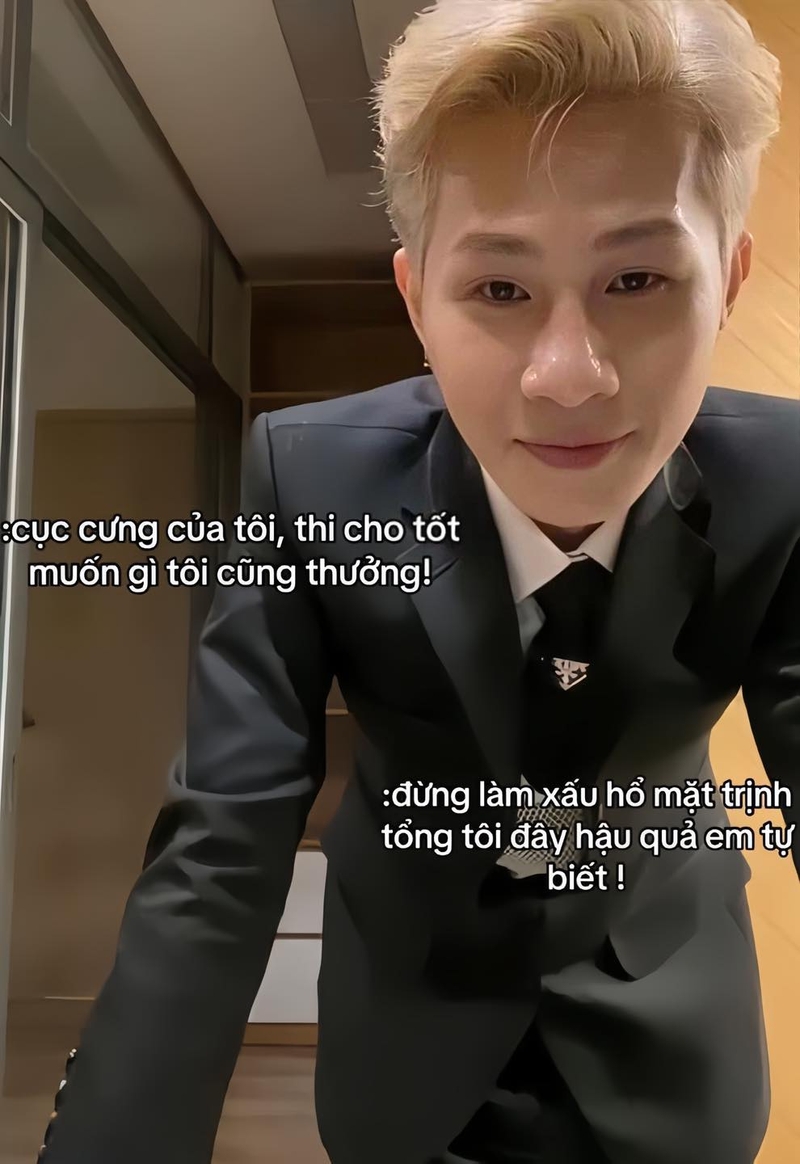 :cục cưng của tôi, thi cho tốt
muốn gì tôi cũng thưởng!
:đừng làm xấu hổ mặt trịnh
tổng tôi đây hậu quả em tự
biết !